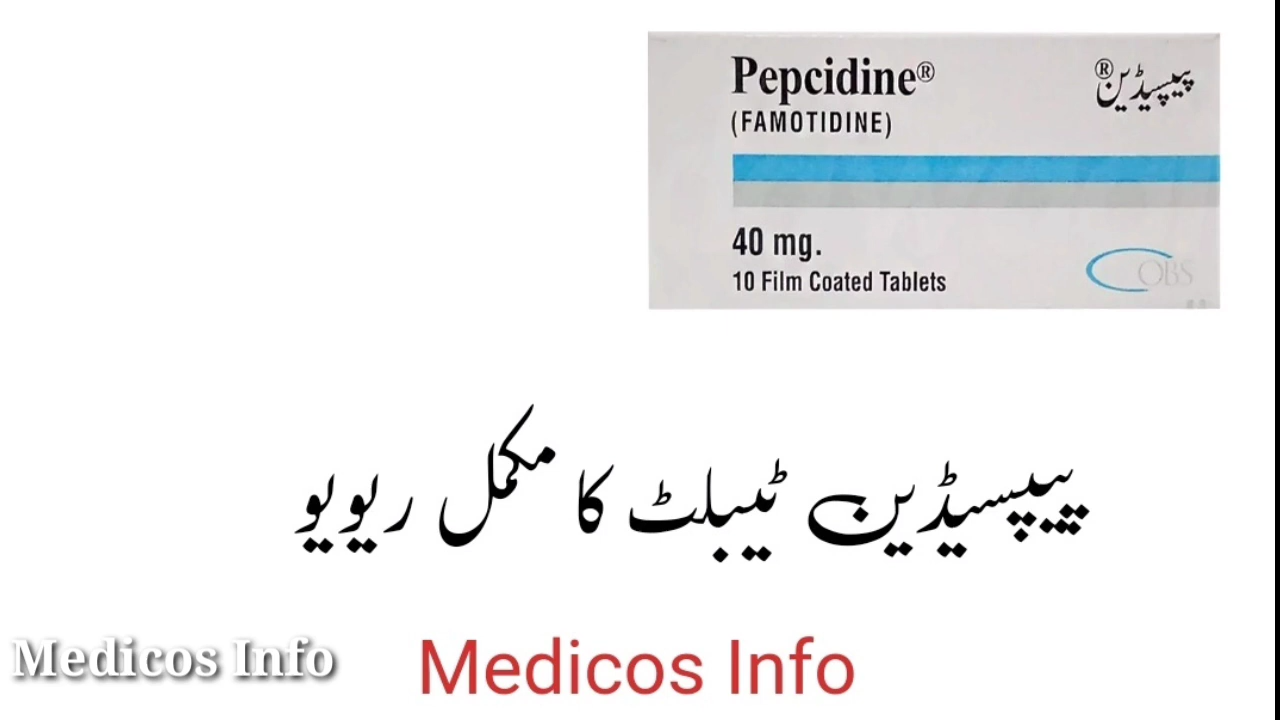 Pepcidine®
پیپسیڈین®
(FAMOTIDINE)
40 mg.
10 Film Coated Tablets
OBS
پیپسیڈین ٹیبلٹ کا مکمل ریویو
Medicos Info
Medicos Info